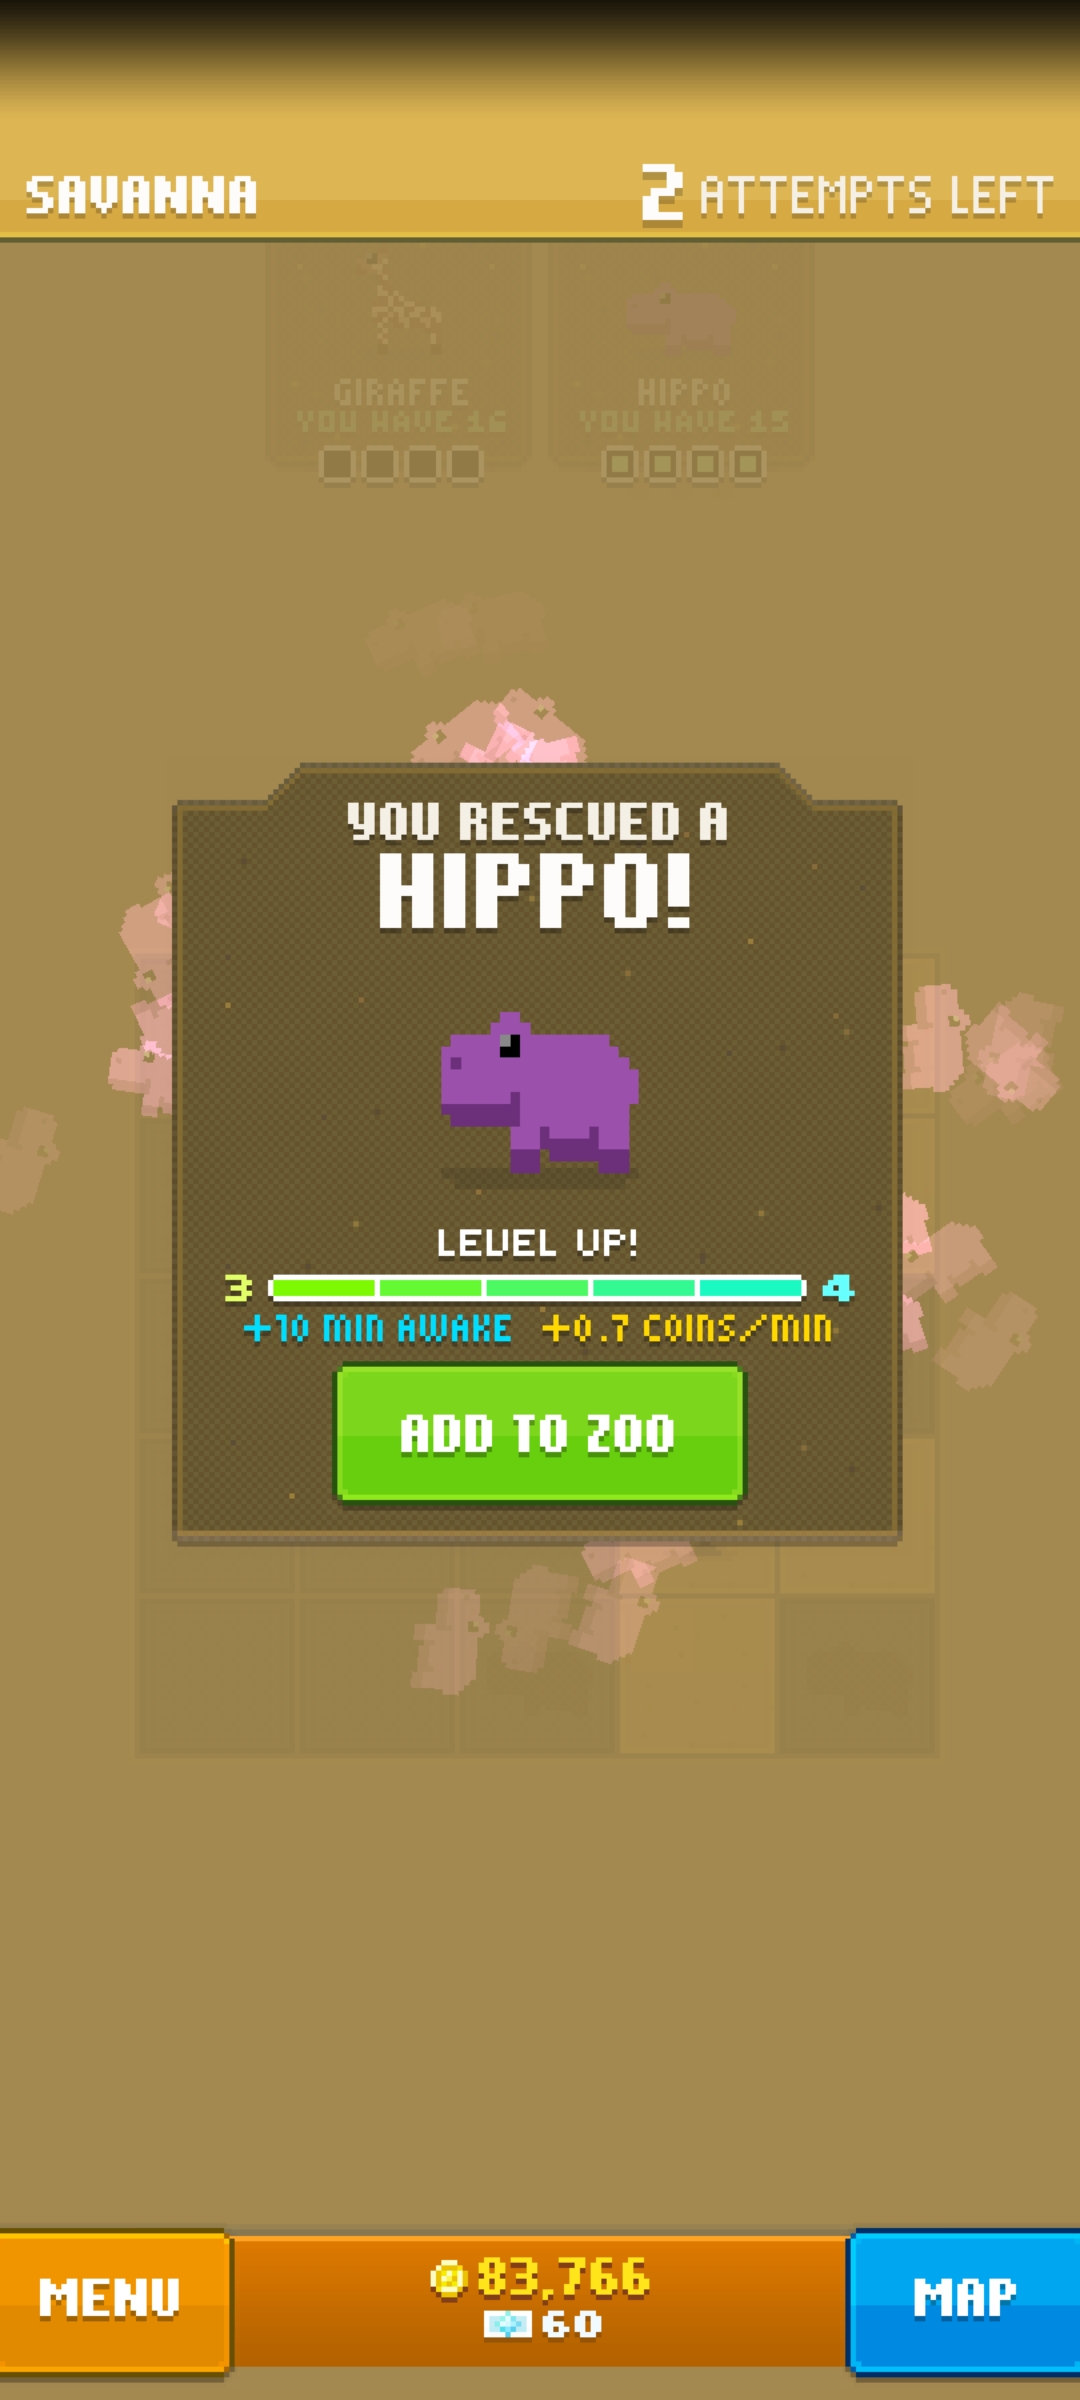 SAVANNA
2 ATTEMPTS LEFT
GIRAFFE
YOU HAVE 16
HIPPO
YOU HAVE 15
YOU RESCUED A
HIPPO!
LEVEL UP!
3 4
+10 MIN AWAKE +0.7 COINS/MIN
ADD TO ZOO
MENU
83,766
60
MAP